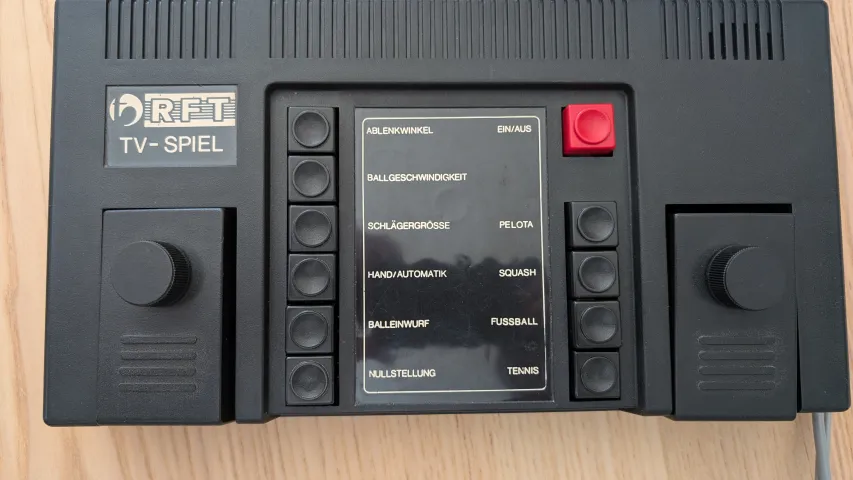 RFT
TV-SPIEL
ABLENKWINKEL EIN/AUS
BALLGESCHWINDIGKEIT
SCHLÄGERGRÖSSE PELOTA
HAND/AUTOMATIK SQUASH
BALLEINWURF FUSSBALL
NULLSTELLUNG TENNIS